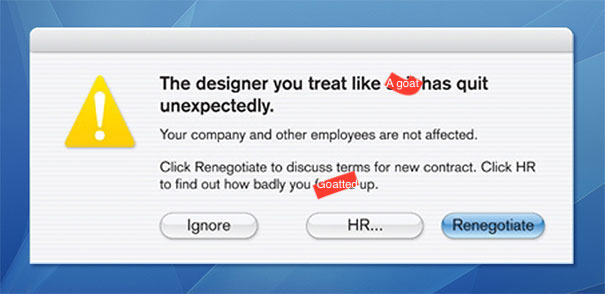 The designer you treat like A goat has quit
unexpectedly.
Your company and other employees are not affected.
Click Renegotiate to discuss terms for new contract. Click HR
to find out how badly you Goatted up.
Ignore
HR...
Renegotiate